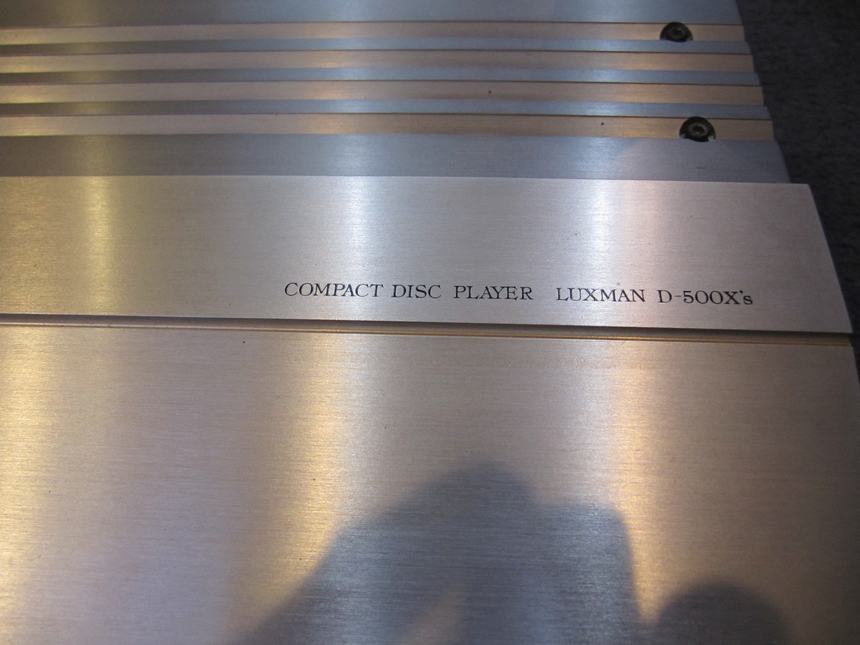 COMPACT DISC PLAYER LUXMAN D-500X's